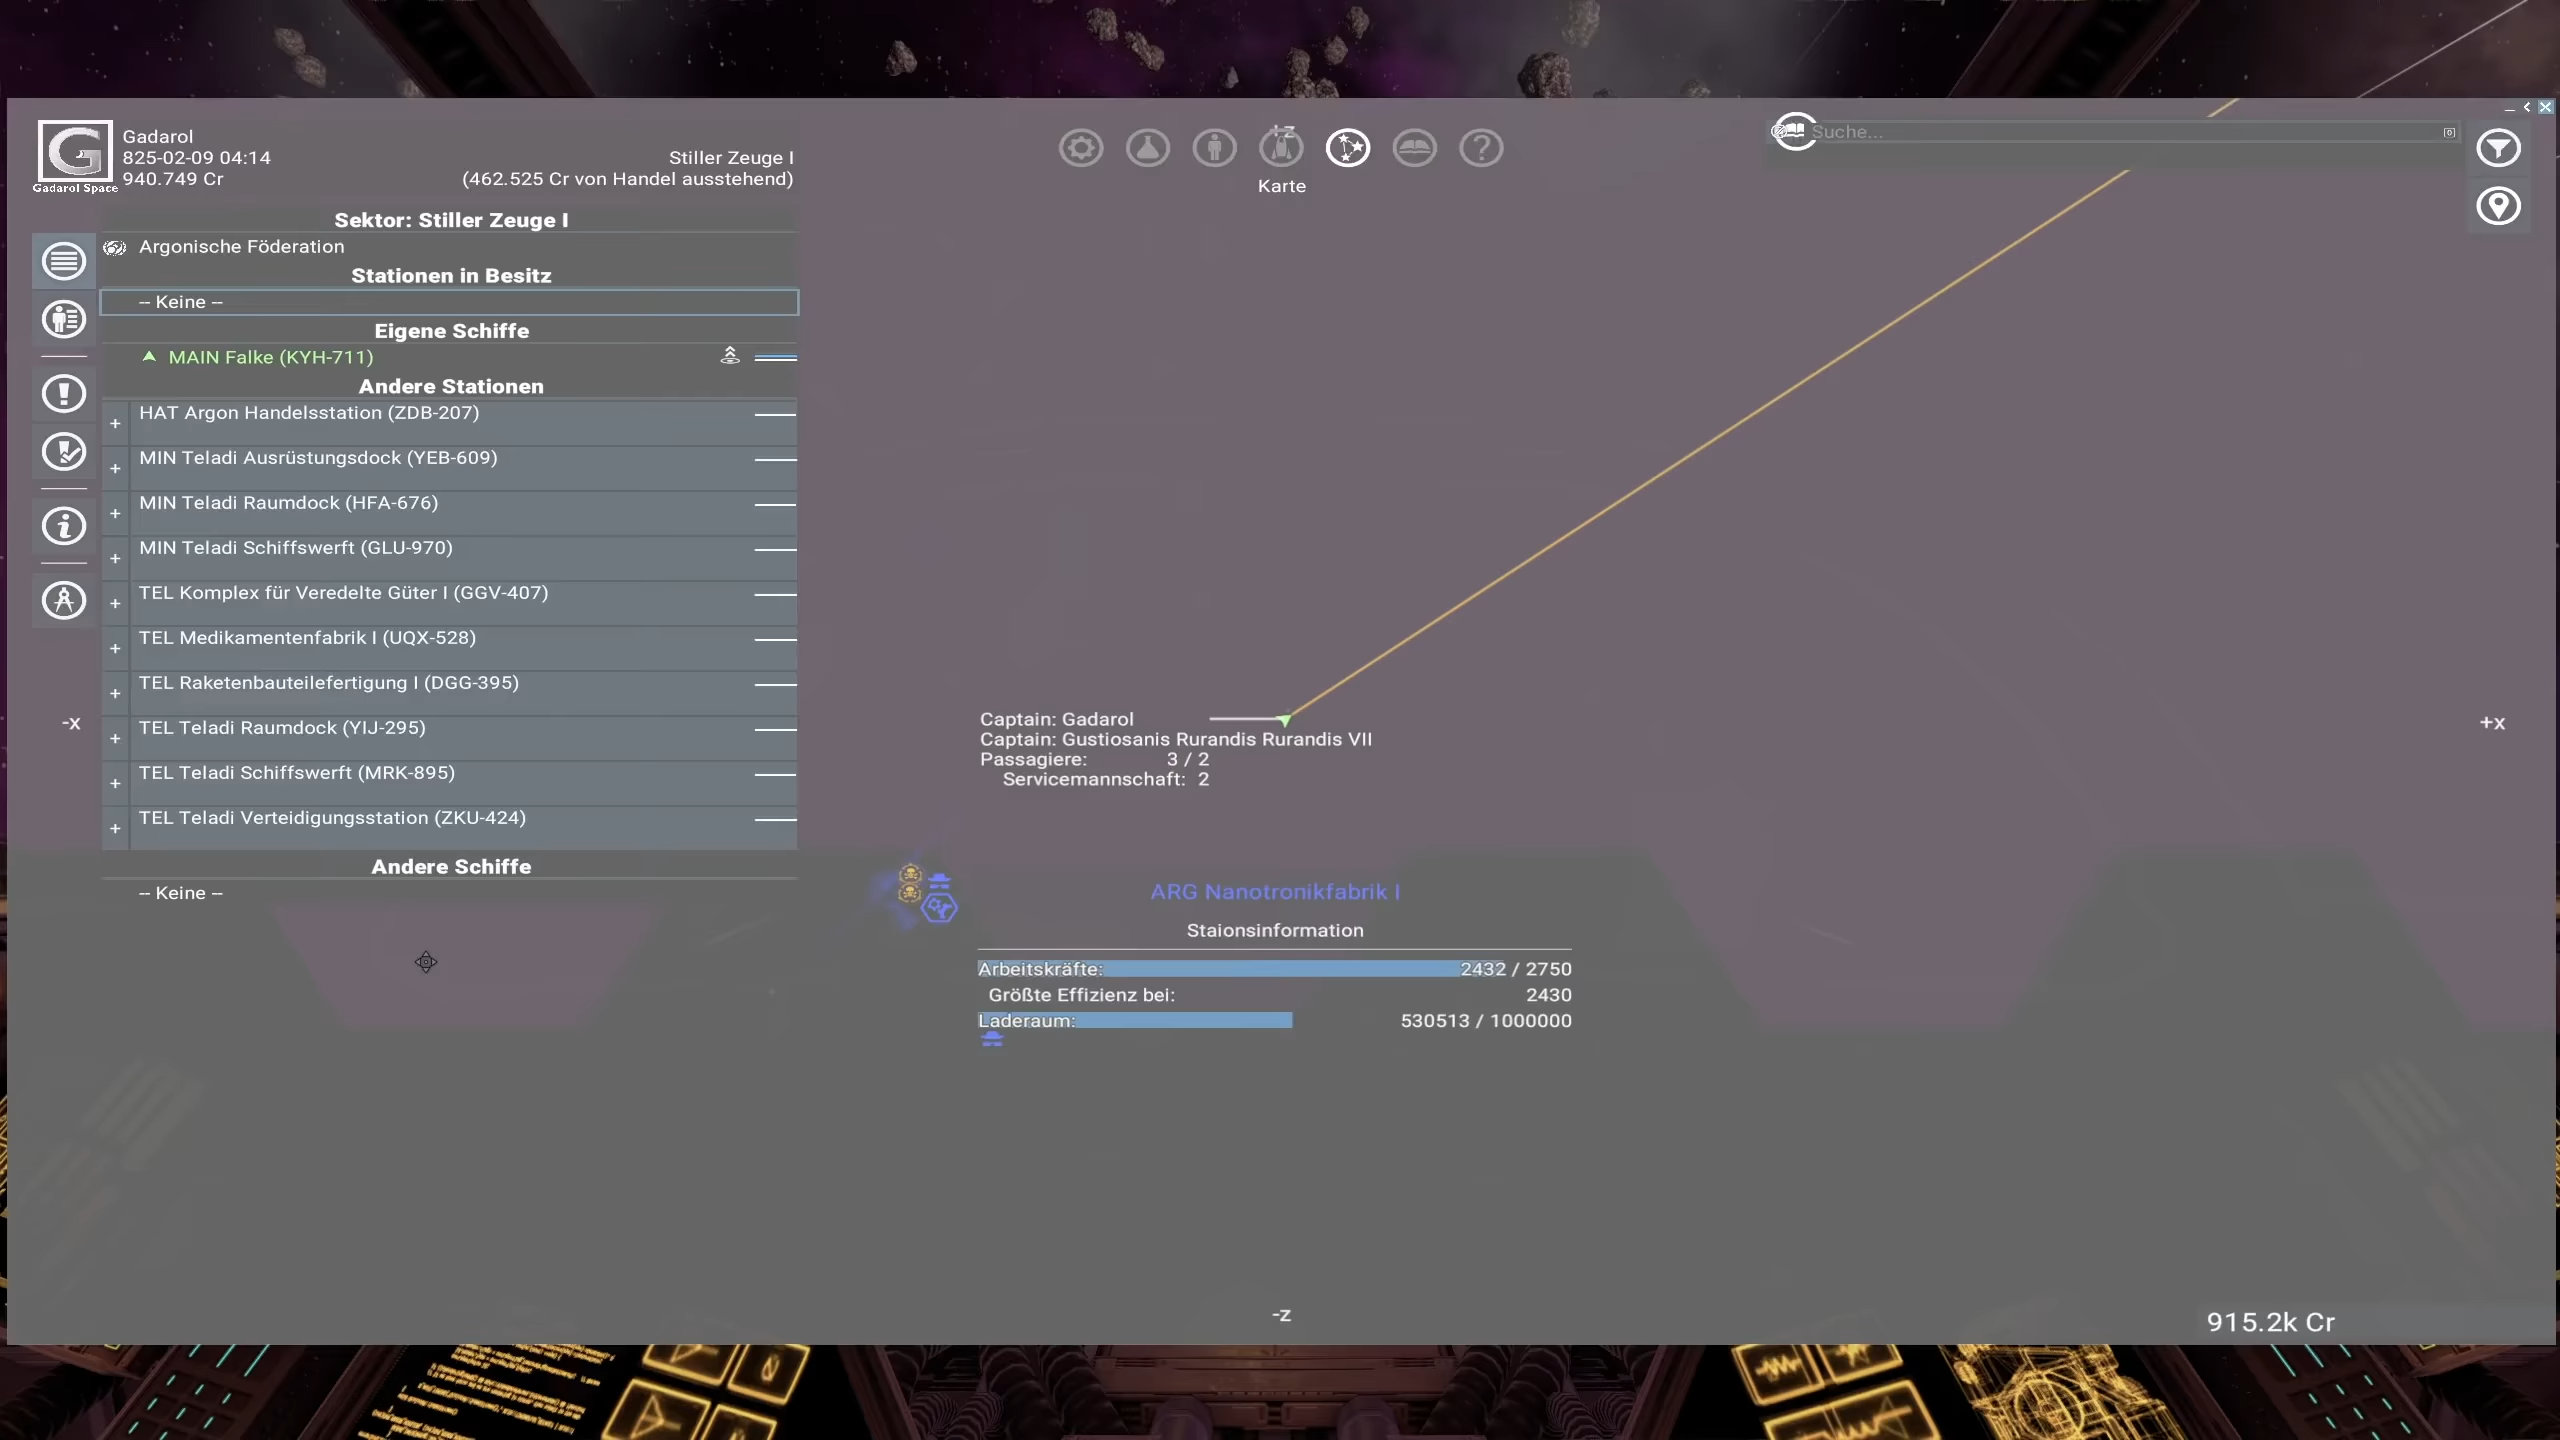 Gadarol
825-02-09 04:14
940.749 Cr
Gadarol Space
Stiller Zeuge I
(462.525 Cr von Handel ausstehend)
+z
Karte
Suche...
Sektor: Stiller Zeuge I
Argonische Föderation
Stationen in Besitz
-- Keine --
Eigene Schiffe
MAIN Falke (KYH-711)
Andere Stationen
+ HAT Argon Handelsstation (ZDB-207)
+ MIN Teladi Ausrüstungsdock (YEB-609)
+ MIN Teladi Raumdock (HFA-676)
+ MIN Teladi Schiffswerft (GLU-970)
+ TEL Komplex für Veredelte Güter I (GGV-407)
+ TEL Medikamentenfabrik I (UQX-528)
+ TEL Raketenbauteilefertigung I (DGG-395)
+ TEL Teladi Raumdock (YIJ-295)
+ TEL Teladi Schiffswerft (MRK-895)
+ TEL Teladi Verteidigungsstation (ZKU-424)
Andere Schiffe
-- Keine --
-x
+x
Captain: Gadarol
Captain: Gustiosanis Rurandis Rurandis VII
Passagiere: 3 / 2
Servicemannschaft: 2
ARG Nanotronikfabrik I
Staionsinformation
Arbeitskräfte: 2432 / 2750
Größte Effizienz bei: 2430
Laderaum: 530513 / 1000000
-z
915.2k Cr